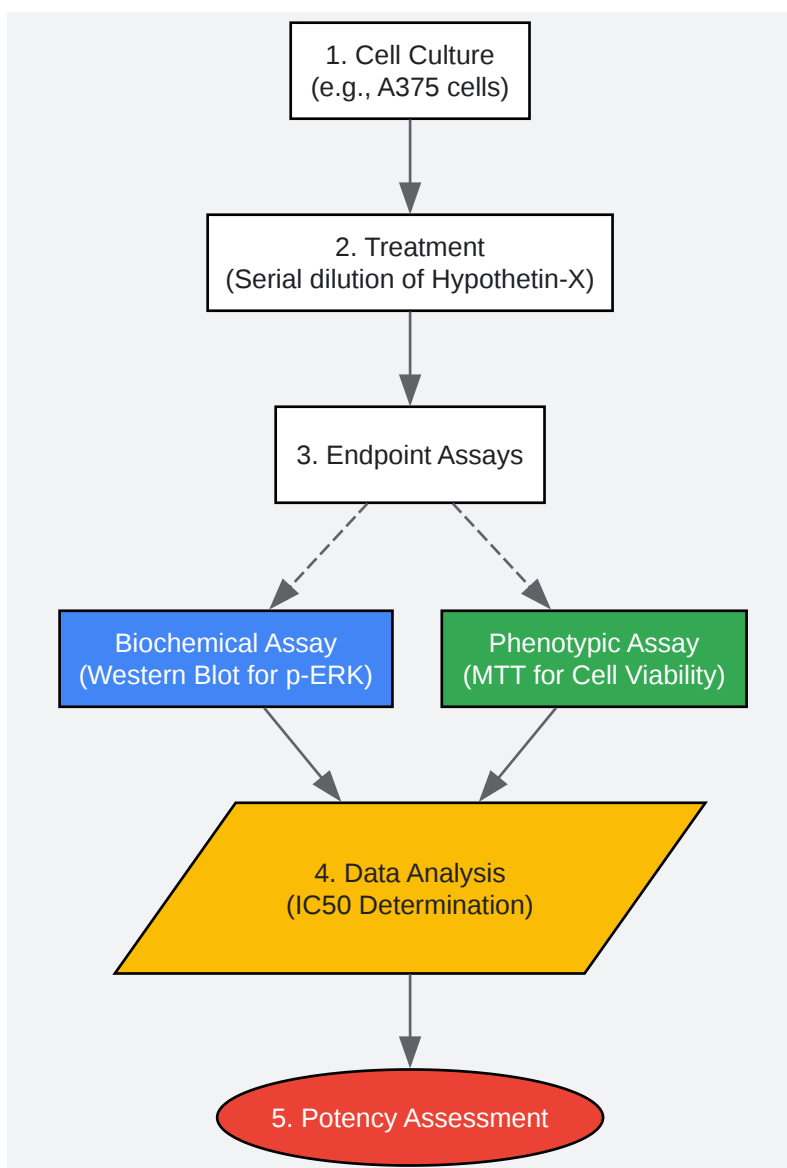 1. Cell Culture
(e.g., A375 cells)
2. Treatment
(Serial dilution of Hypothetin-X)
3. Endpoint Assays
Biochemical Assay
(Western Blot for p-ERK)
Phenotypic Assay
(MTT for Cell Viability)
4. Data Analysis
(IC50 Determination)
5. Potency Assessment